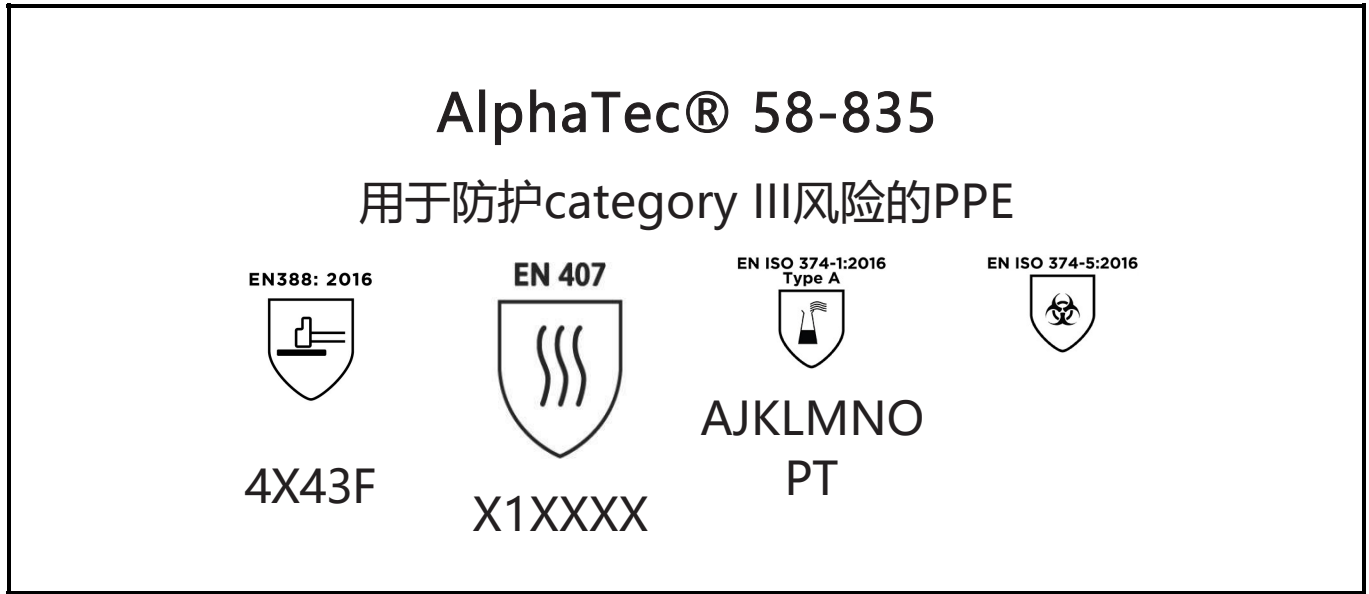 AlphaTec® 58-835
用于防护category III风险的PPE
EN388: 2016
4X43F
EN 407
X1XXXX
EN ISO 374-1:2016
Type A
AJKLMNO
PT
EN ISO 374-5:2016